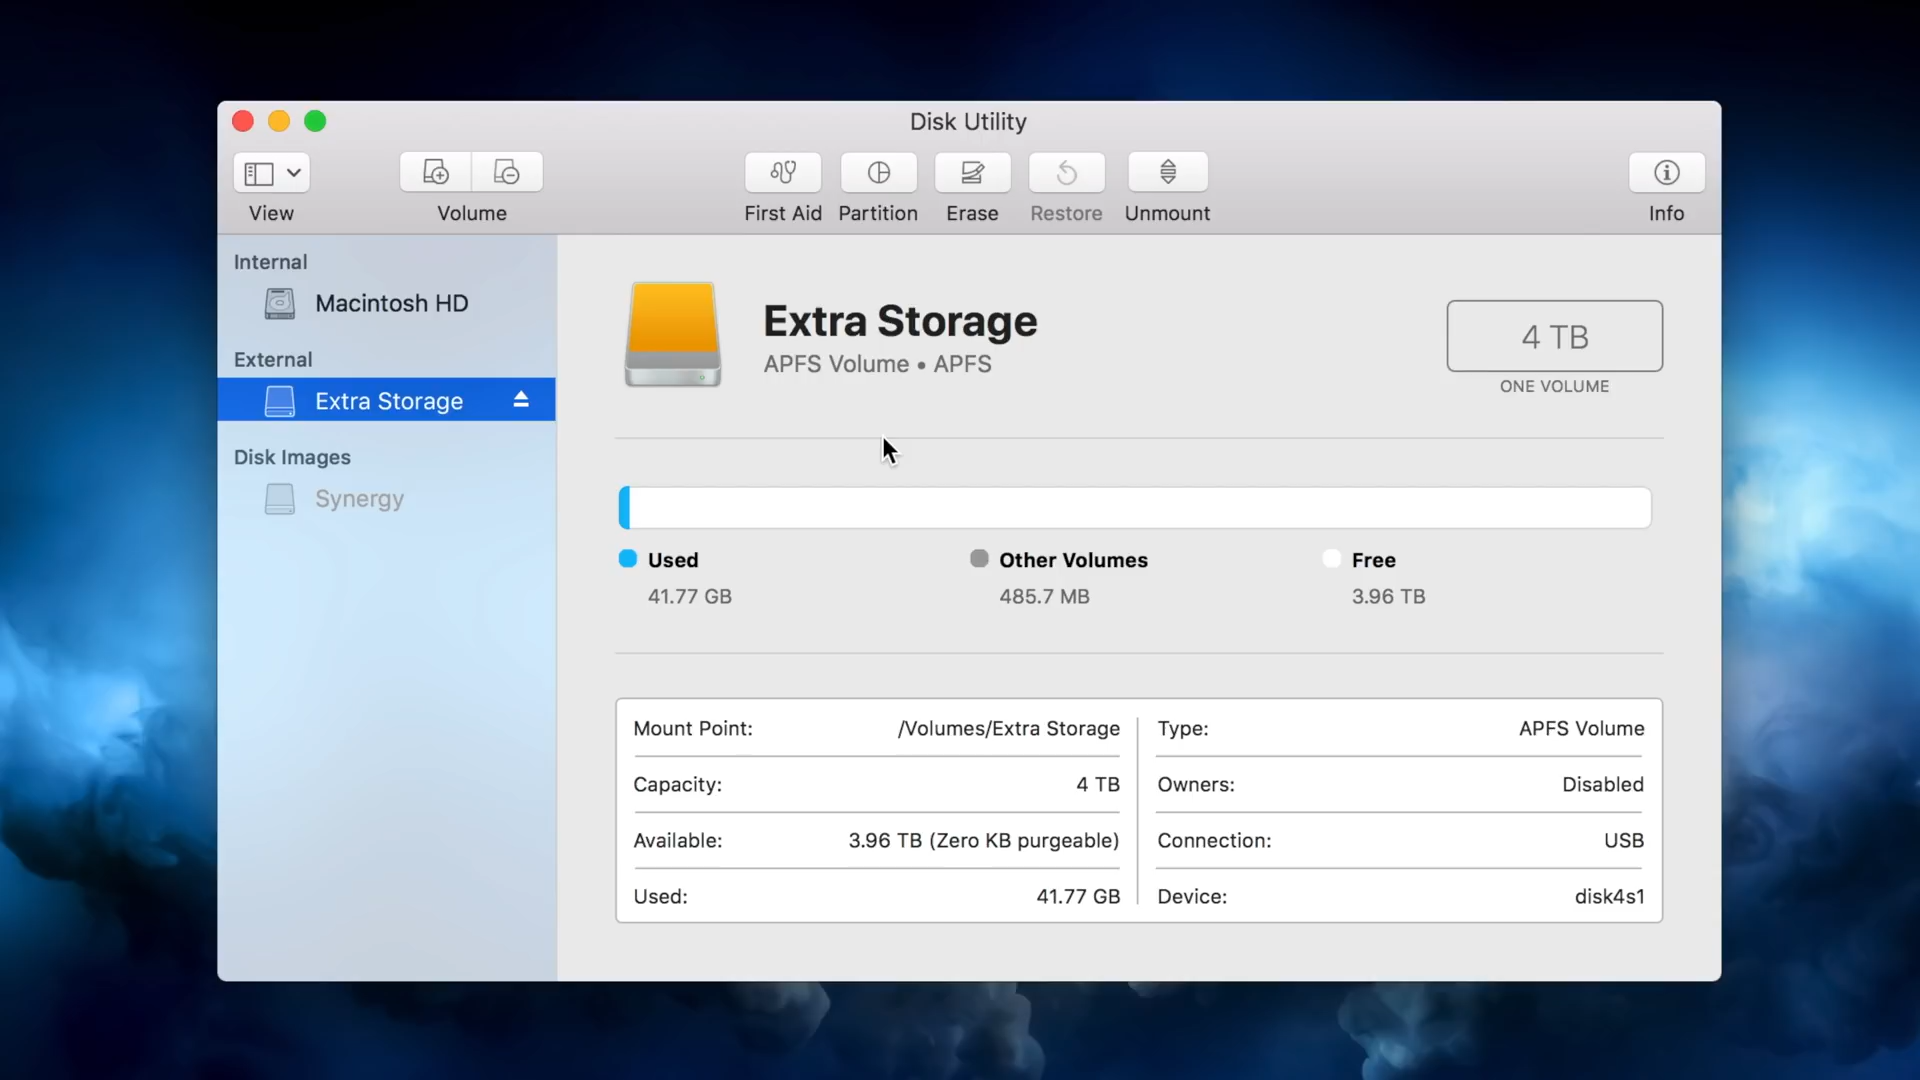 Disk Utility
View
Volume
First Aid
Partition
Erase
Restore
Unmount
Info
Internal
Macintosh HD
External
Extra Storage
Disk Images
Synergy
Extra Storage
APFS Volume • APFS
4 TB
ONE VOLUME
Used
41.77 GB
Other Volumes
485.7 MB
Free
3.96 TB
Mount Point: /Volumes/Extra Storage
Capacity: 4 TB
Available: 3.96 TB (Zero KB purgeable)
Used: 41.77 GB
Type: APFS Volume
Owners: Disabled
Connection: USB
Device: disk4s1